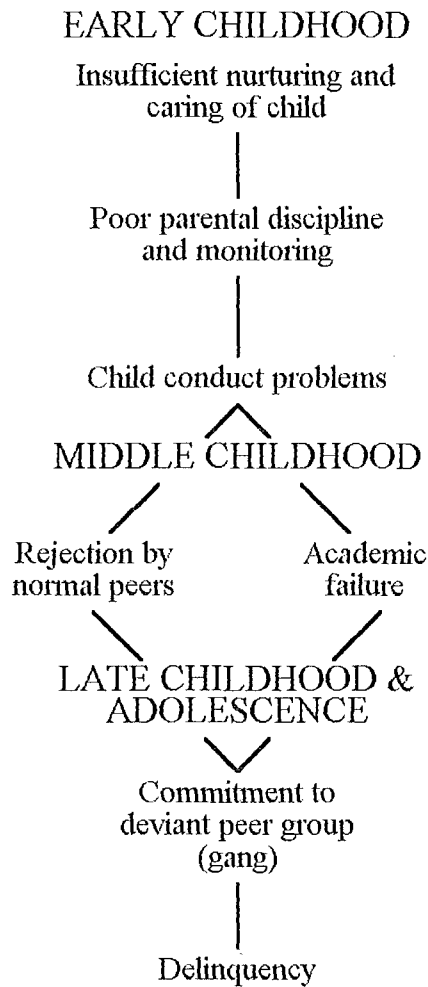 EARLY CHILDHOOD
Insufficient nurturing and
caring of child
Poor parental discipline
and monitoring
Child conduct problems
MIDDLE CHILDHOOD
Rejection by
normal peers
Academic
failure
LATE CHILDHOOD &
ADOLESCENCE
Commitment to
deviant peer group
(gang)
Delinquency